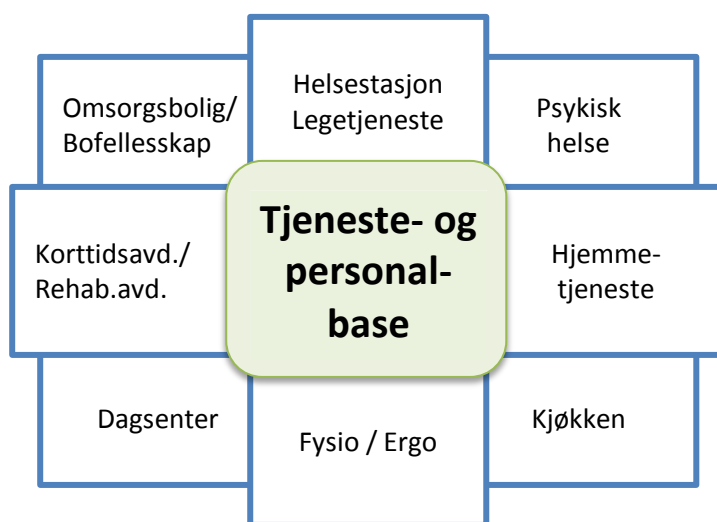 Helsestasjon
Legetjeneste
Omsorgsbolig/
Bofellesskap
Psykisk
helse
Tjeneste- og
personal-
base
Korttidsavd./
Rehab.avd.
Hjemme-
tjeneste
Dagsenter
Fysio / Ergo
Kjøkken